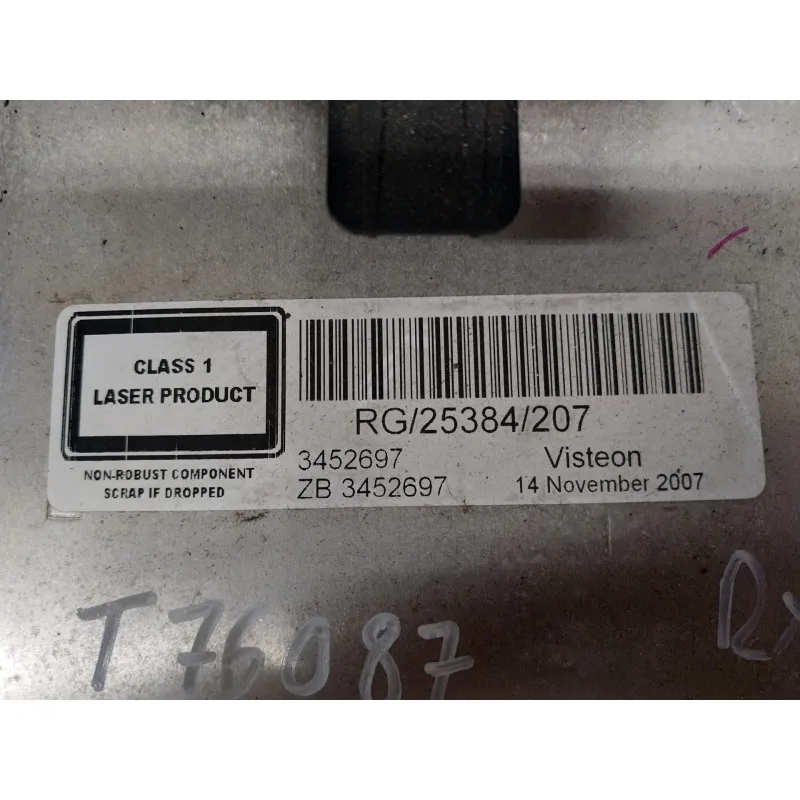 CLASS 1
LASER PRODUCT
NON-ROBUST COMPONENT
SCRAP IF DROPPED
RG/25384/207
3452697
Visteon
ZB 3452697
14 November 2007
T76087